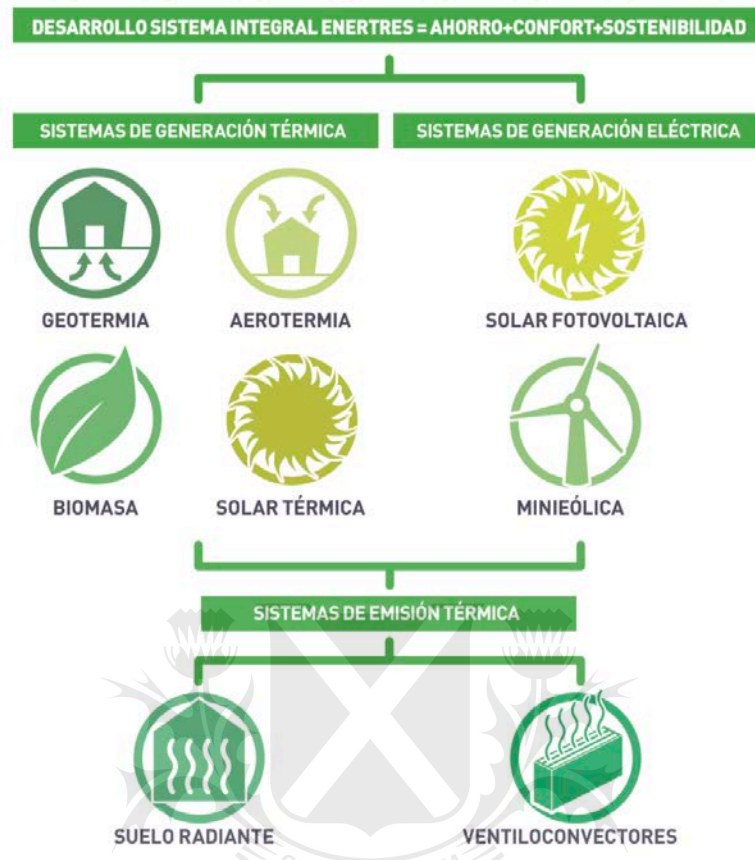 DESARROLLO SISTEMA INTEGRAL ENERTRES = AHORRO+CONFORT+SOSTENIBILIDAD
SISTEMAS DE GENERACIÓN TÉRMICA
SISTEMAS DE GENERACIÓN ELÉCTRICA
GEOTERMIA
AEROTERMIA
SOLAR FOTOVOLTAICA
BIOMASA
SOLAR TÉRMICA
MINIEÓLICA
SISTEMAS DE EMISIÓN TÉRMICA
SUELO RADIANTE
VENTILOCONVECTORES